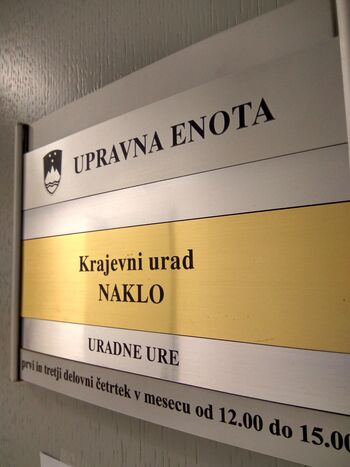 UPRAVNA ENOTA
Krajevni urad
NAKLO
URADNE URE
prvi in tretji delovni četrtek v mesecu od 12.00 do 15.00